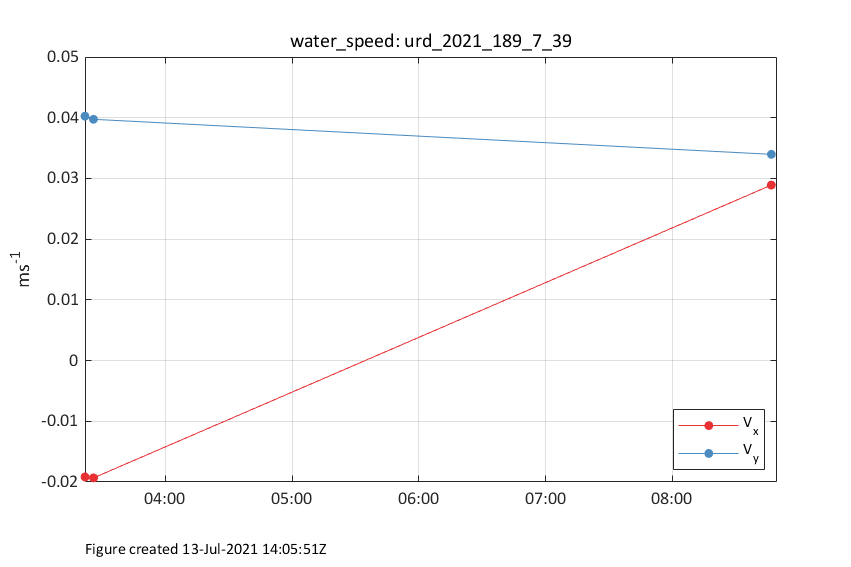 water_speed: urd_2021_189_7_39
0.05
0.04
0.03
0.02
0.01
0
-0.01
-0.02
ms-1
04:00 05:00 06:00 07:00 08:00
Vx
Vy
Figure created 13-Jul-2021 14:05:51Z